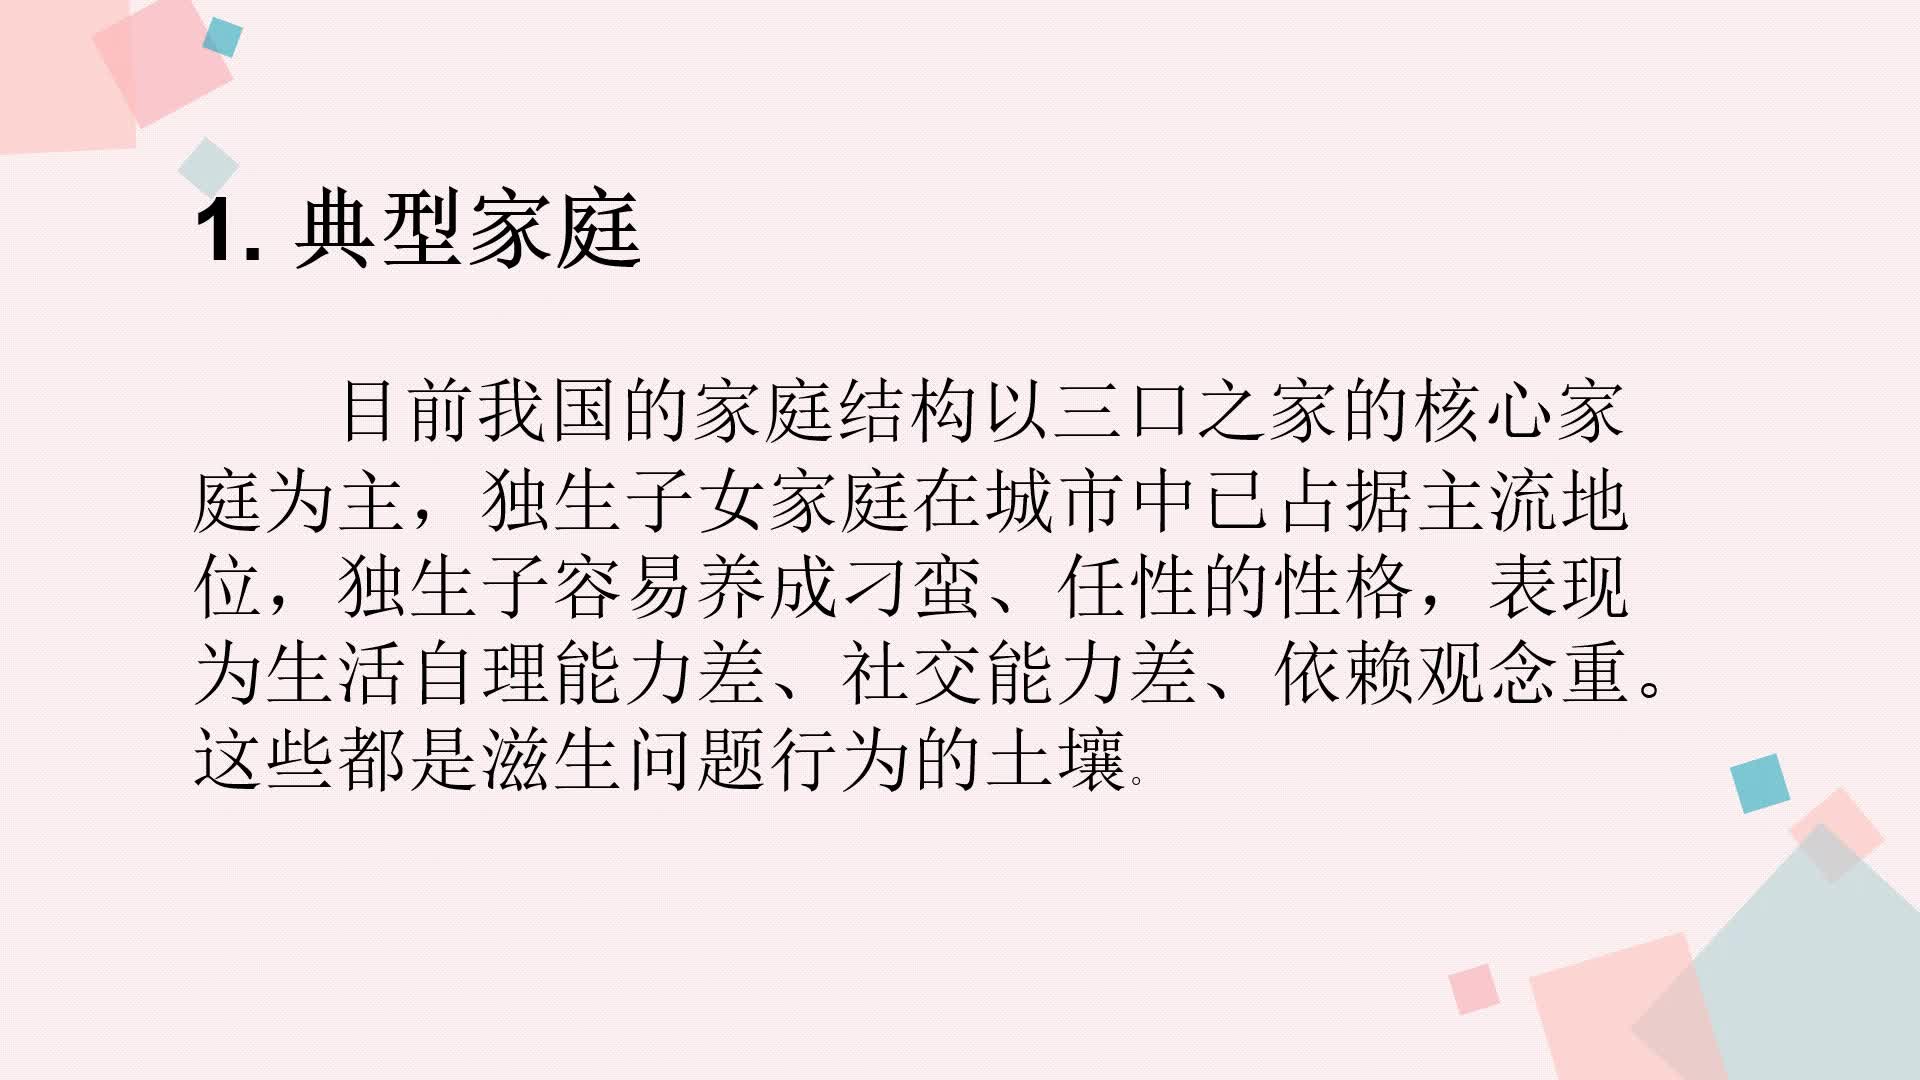 1. 典型家庭
目前我国的家庭结构以三口之家的核心家
庭为主，独生子女家庭在城市中已占据主流地
位，独生子容易养成刁蛮、任性的性格，表现
为生活自理能力差、社交能力差、依赖观念重。
这些都是滋生问题行为的土壤。